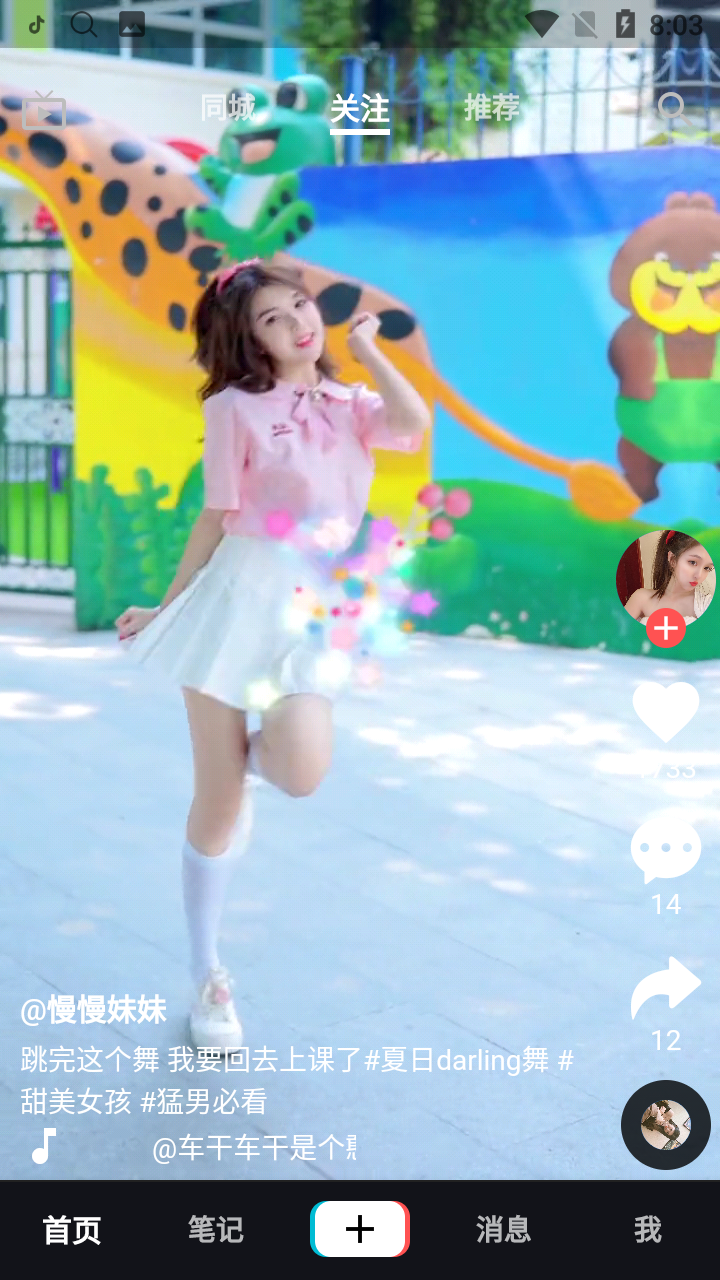 8:03
同城 关注 推荐
14
12
@慢慢妹妹
跳完这个舞 我要回去上课了#夏日darling舞 #
甜美女孩 #猛男必看
@车干车干是个
首页 笔记 消息 我